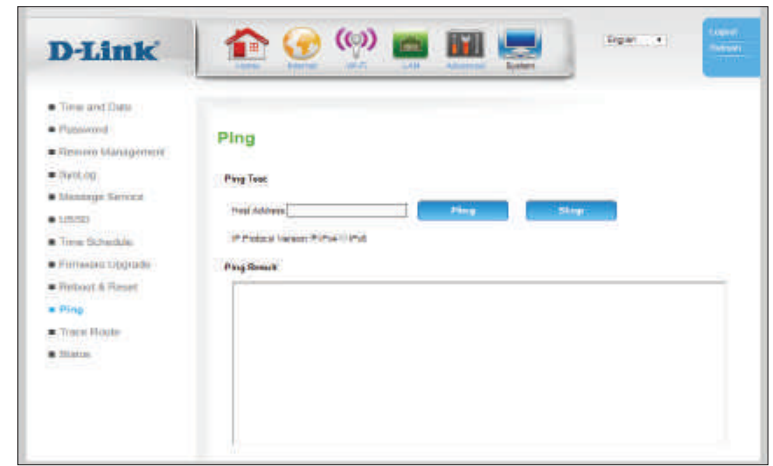 D-Link
Home Internet Wi-Fi LAN Advanced System
English
Logout
Refresh
Time and Date
Password
Remote Management
SysLog
Message Service
USSD
Time Schedule
Firmware Upgrade
Reboot & Reset
Ping
Trace Route
Status
Ping
Ping Test
Host Address
Ping
Stop
IP Protocol Version IPv4 IPv6
Ping Result